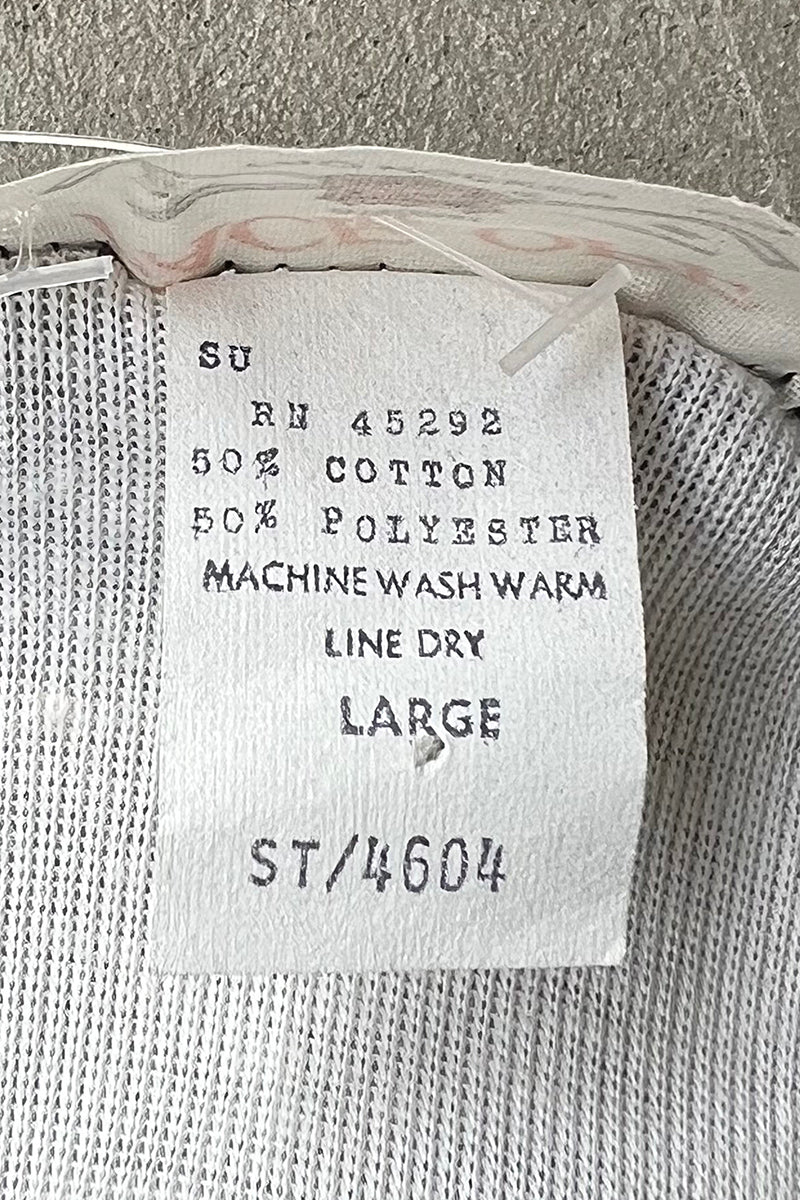 SU
RN 45292
50% COTTON
50% POLYESTER
MACHINE WASH WARM
LINE DRY
LARGE
ST/4604